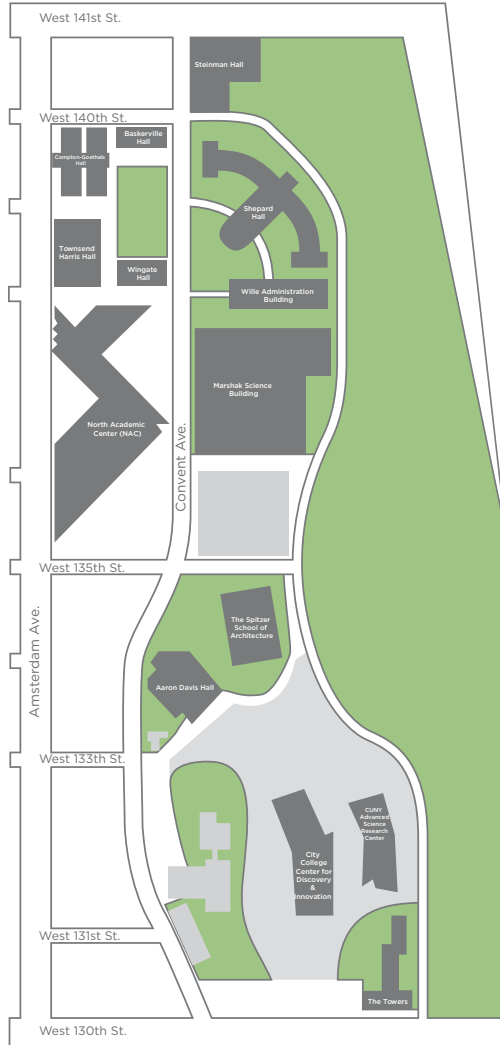 West 141st St.
Steinman Hall
West 140th St.
Baskerville
Hall
Compton-Goethals
Hall
Shepard
Hall
Townsend
Harris Hall
Wingate
Hall
Wille Administration
Building
Marshak Science
Building
North Academic
Center (NAC)
Convent Ave.
West 135th St.
Amsterdam Ave.
The Spitzer
School of
Architecture
Aaron Davis Hall
West 133th St.
CUNY
Advanced
Science
Research
Center
City
College
Center for
Discovery
&
Innovation
West 131st St.
The Towers
West 130th St.